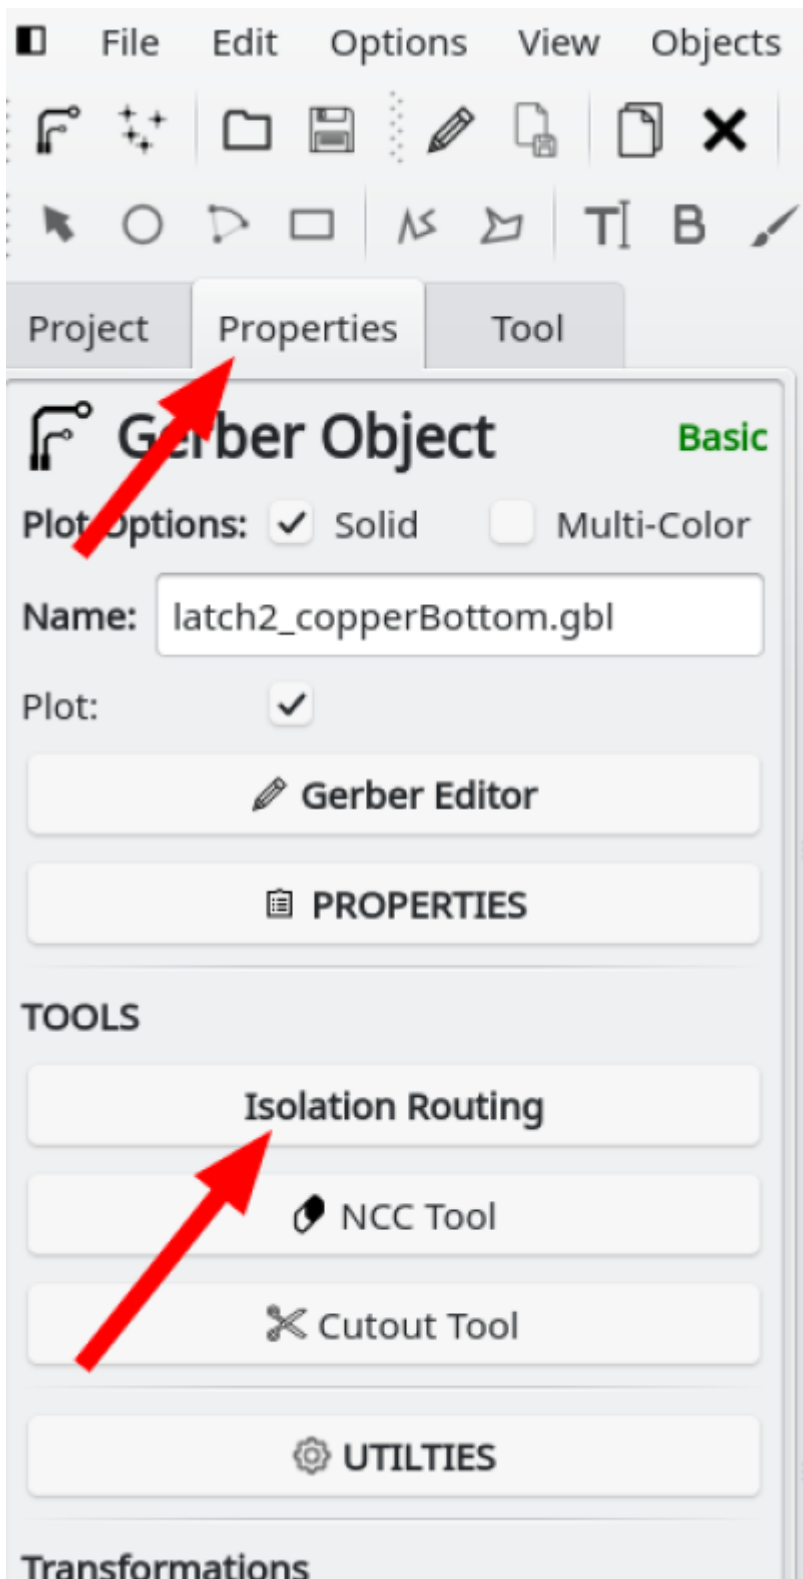 File Edit Options View Objects
T B
Project Properties Tool
Gerber Object Basic
Plot Options: Solid Multi-Color
Name: latch2_copperBottom.gbl
Plot:
Gerber Editor
PROPERTIES
TOOLS
Isolation Routing
NCC Tool
Cutout Tool
UTILTIES
Transformations